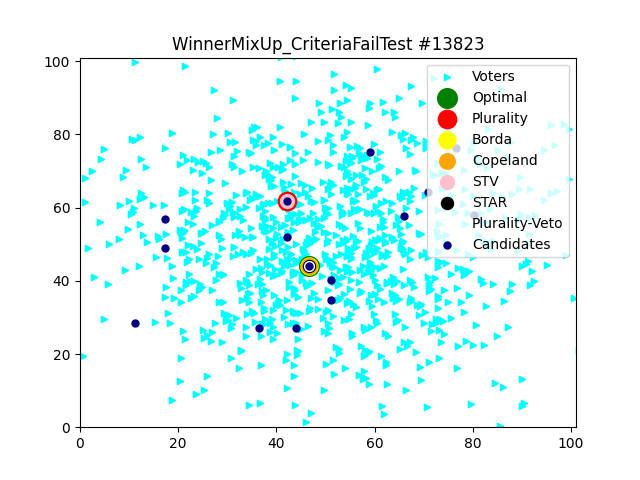 WinnerMixUp_CriteriaFailTest #13823
Voters
Optimal
Plurality
Borda
Copeland
STV
STAR
Plurality-Veto
Candidates
100
80
60
40
20
0
0 20 40 60 80 100